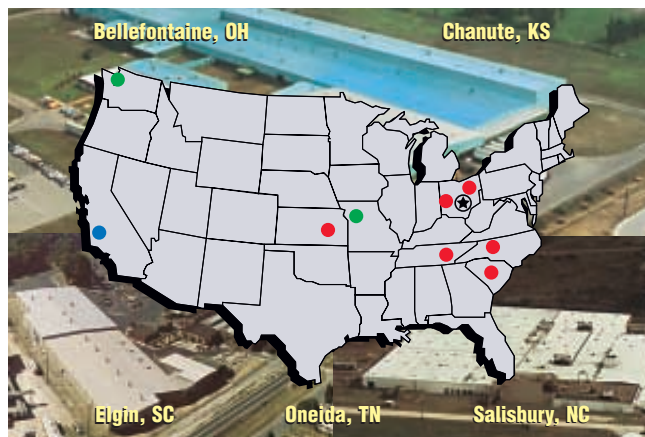 Bellefontaine, OH
Chanute, KS
Elgin, SC
Oneida, TN
Salisbury, NC